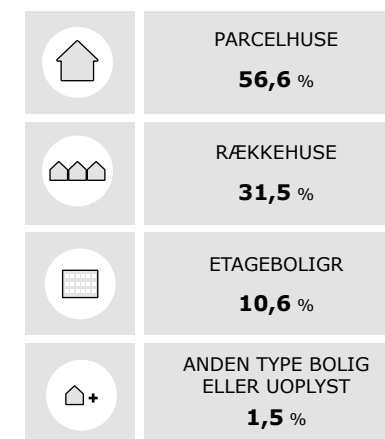 PARCELHUSE
56,6 %
RÆKKEHUSE
31,5 %
ETAGEBOLIGR
10,6 %
ANDEN TYPE BOLIG
ELLER UOPLYST
1,5 %